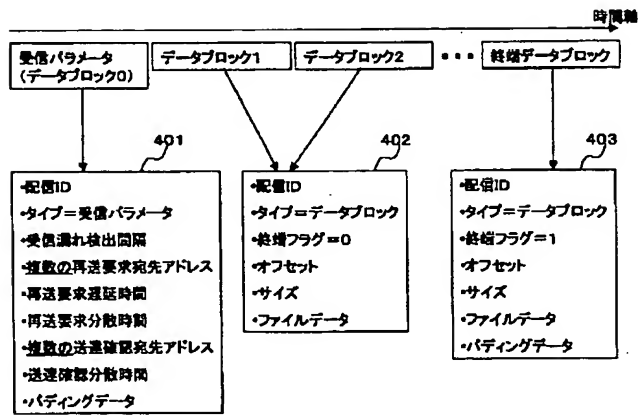 時間軸
受信パラメータ
(データブロック0)
データブロック1
データブロック2
・・・
終端データブロック
401
402
403
・配信ID
・タイプ=受信パラメータ
・受信漏れ検出間隔
・複数の再送要求宛先アドレス
・再送要求遅延時間
・再送要求分散時間
・複数の送達確認宛先アドレス
・送達確認分散時間
・パディングデータ
・配信ID
・タイプ=データブロック
・終端フラグ=0
・オフセット
・サイズ
・ファイルデータ
・配信ID
・タイプ=データブロック
・終端フラグ=1
・オフセット
・サイズ
・ファイルデータ
・パディングデータ